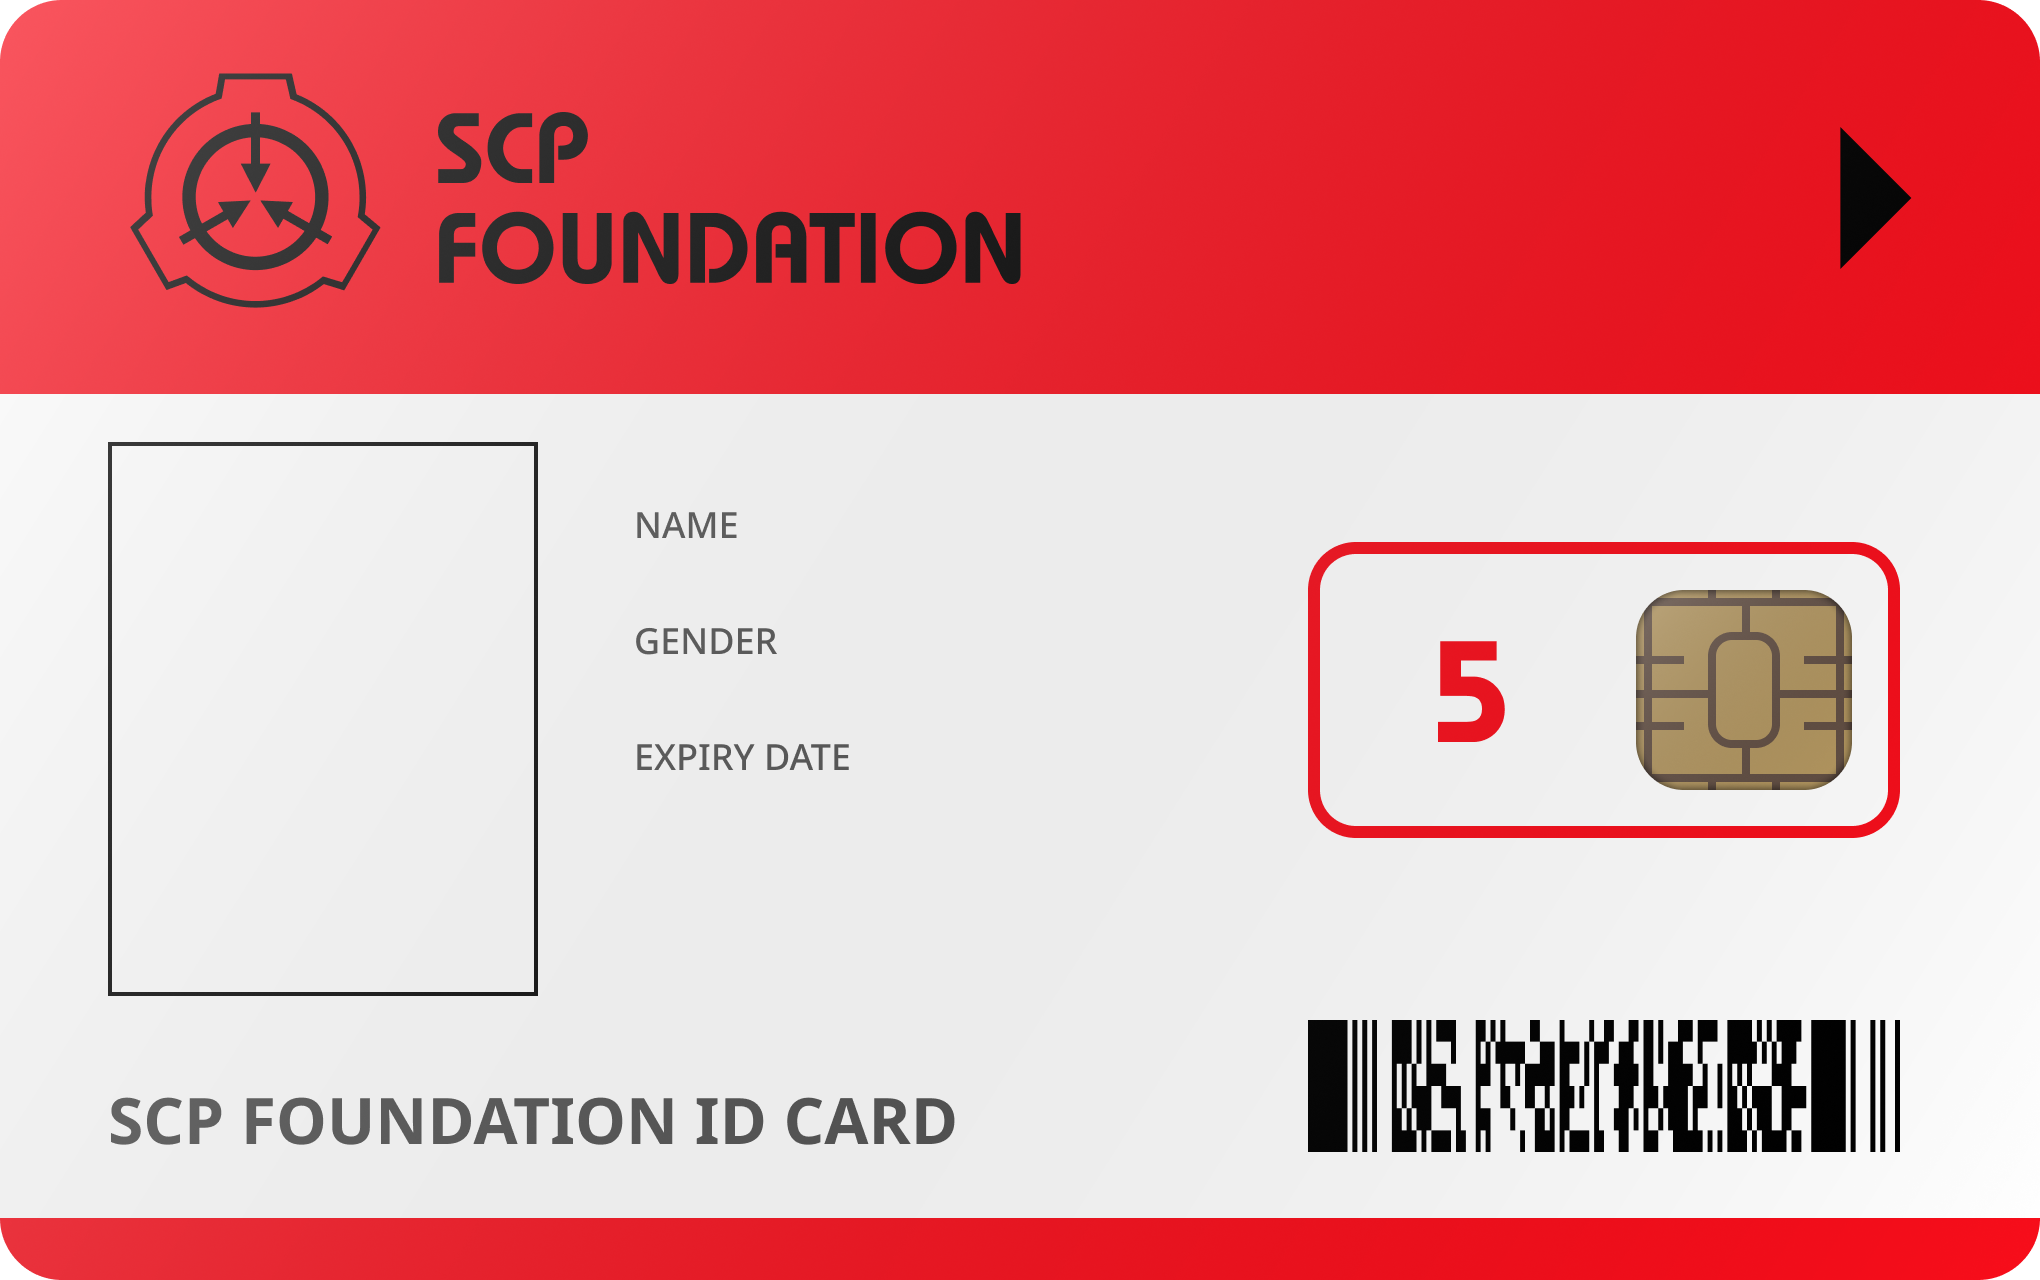 SCP
FOUNDATION
NAME
GENDER
EXPIRY DATE
5
SCP FOUNDATION ID CARD